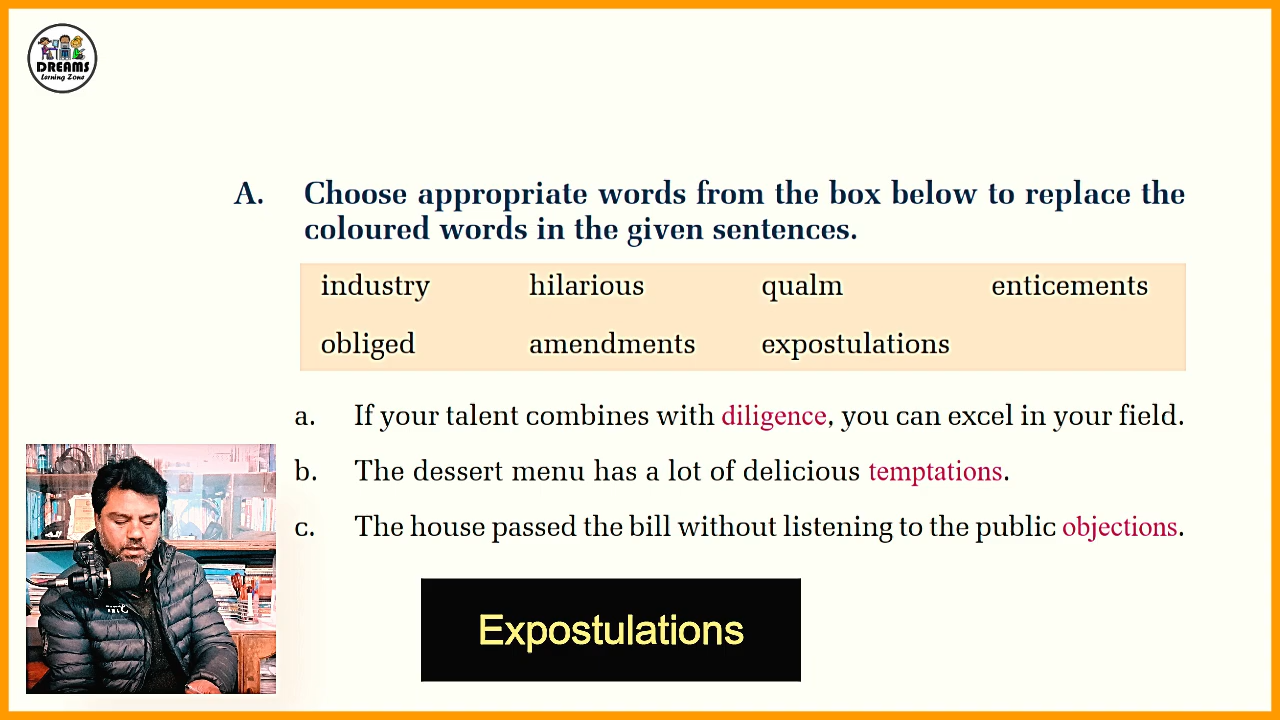 DREAMS
Lerning Zone
A. Choose appropriate words from the box below to replace the
coloured words in the given sentences.
industry hilarious qualm enticements
obliged amendments expostulations
a. If your talent combines with diligence, you can excel in your field.
b. The dessert menu has a lot of delicious temptations.
c. The house passed the bill without listening to the public objections.
Expostulations